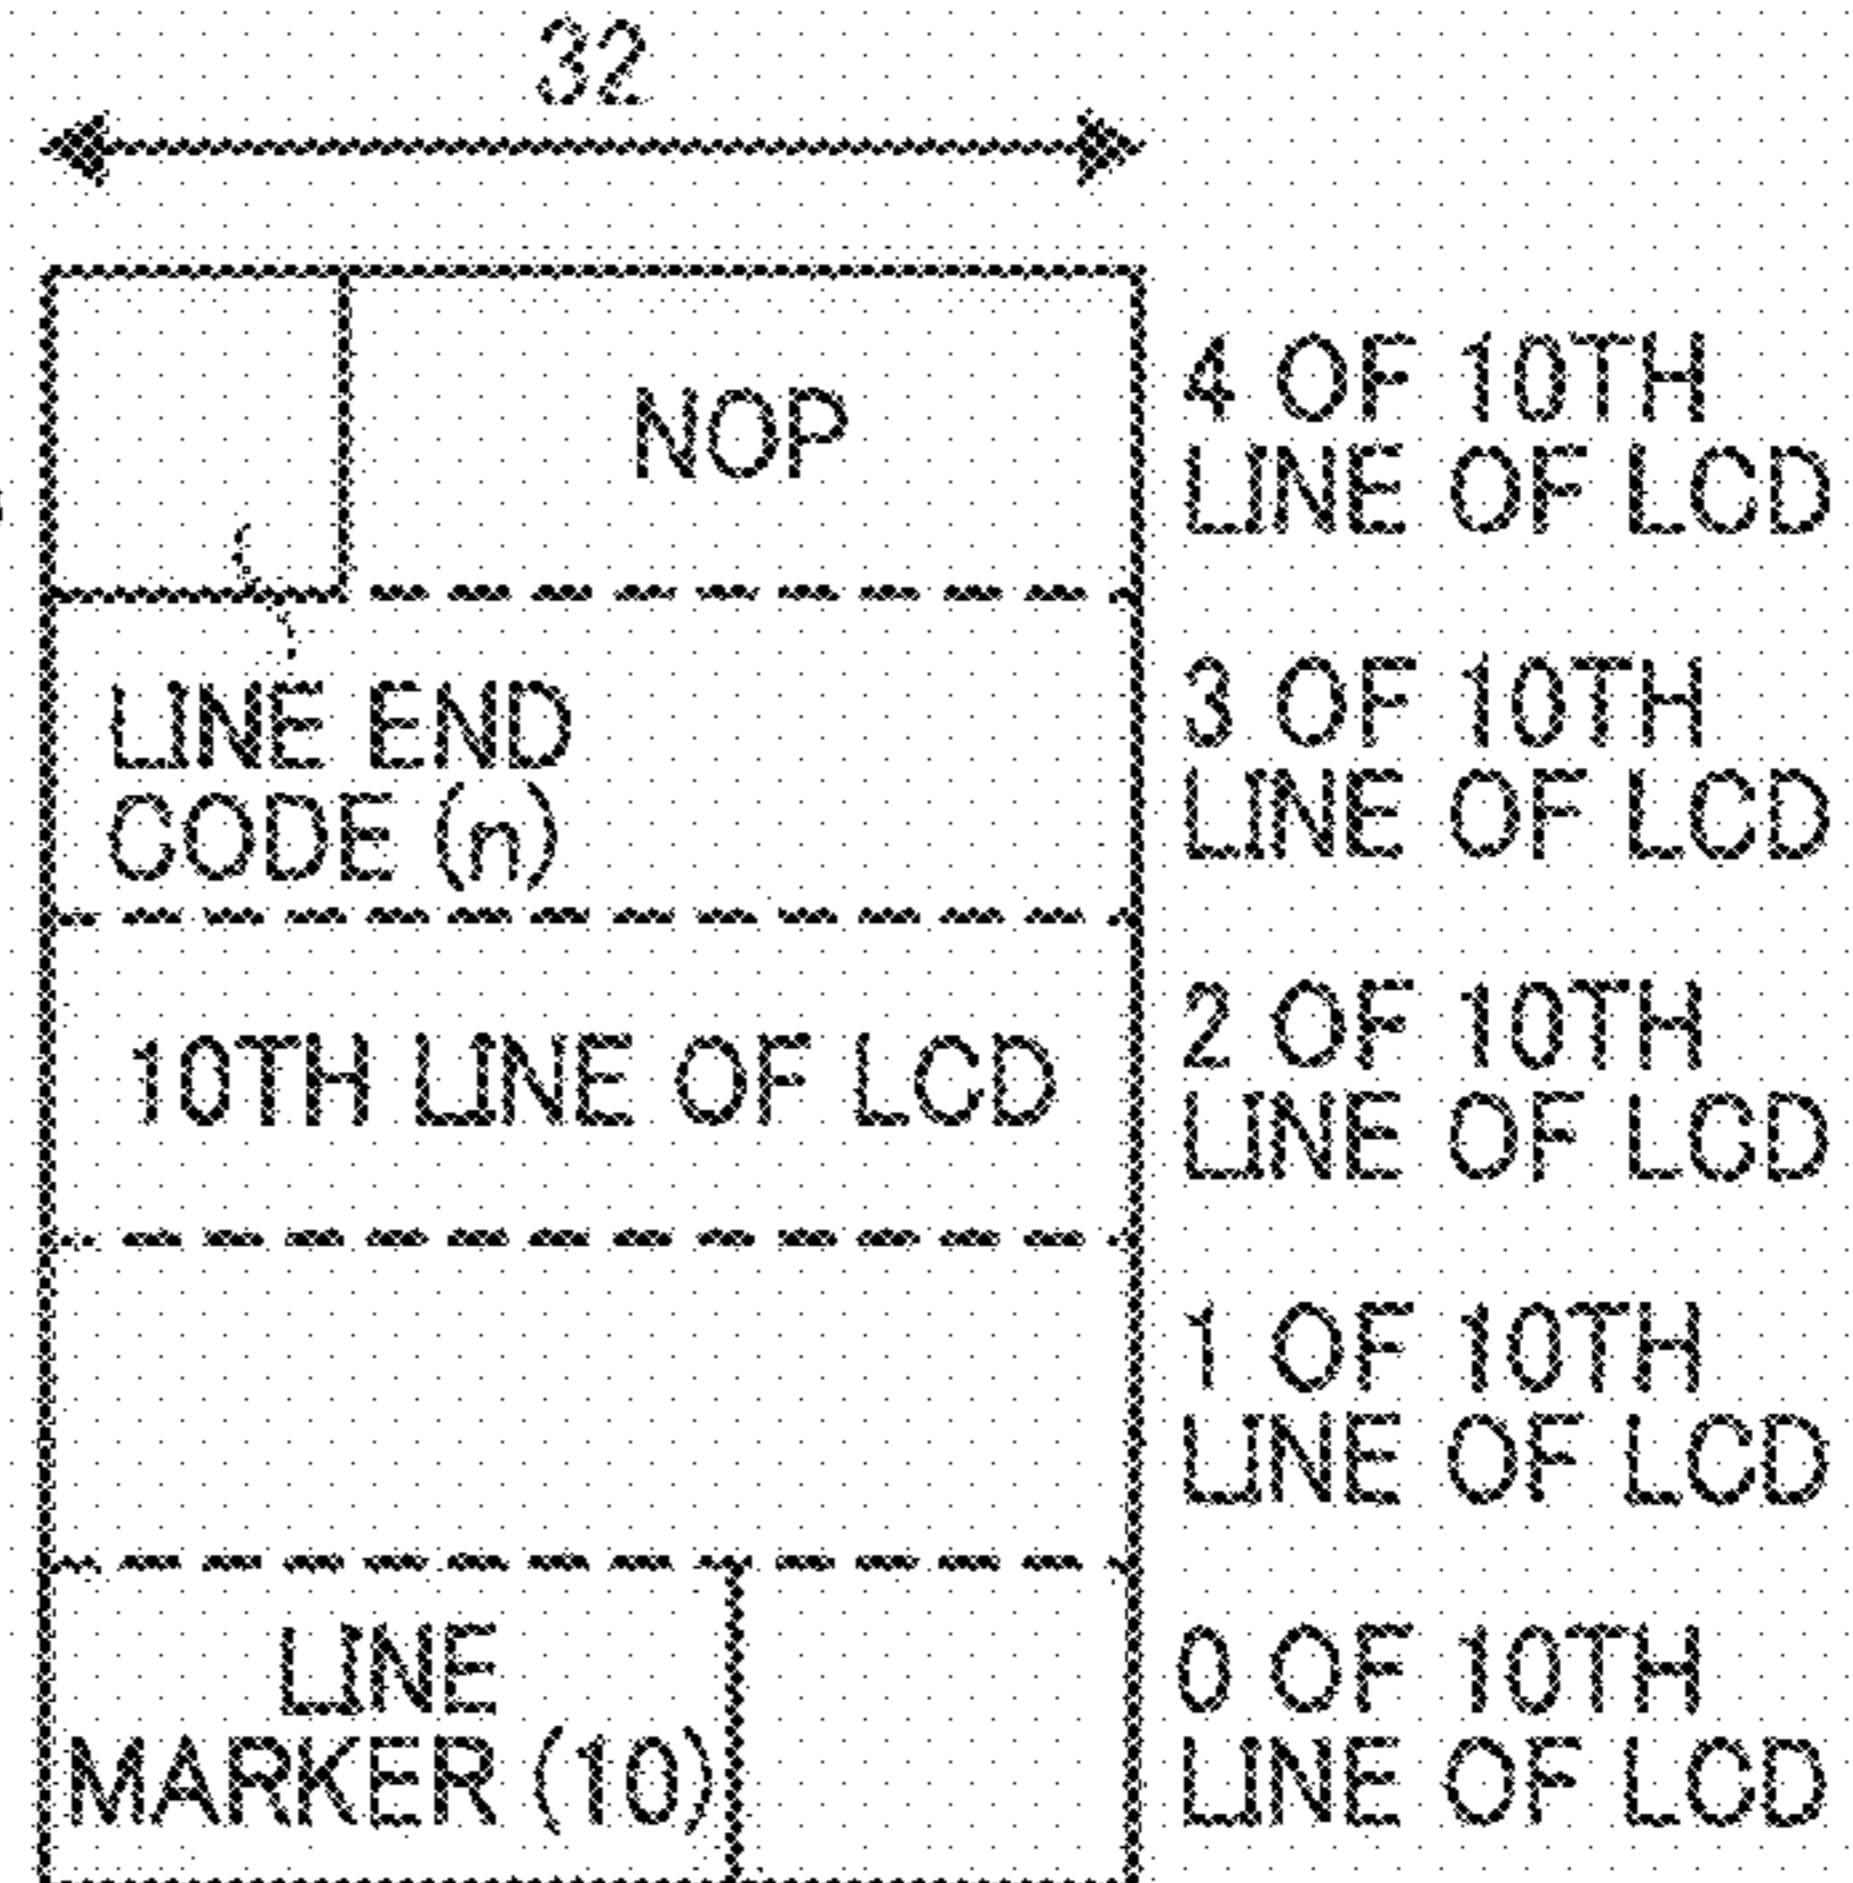 32
NOP
4 OF 10TH
LINE OF LCD
LINE END
CODE (n)
3 OF 10TH
LINE OF LCD
10TH LINE OF LCD
2 OF 10TH
LINE OF LCD
1 OF 10TH
LINE OF LCD
LINE
MARKER (10)
0 OF 10TH
LINE OF LCD